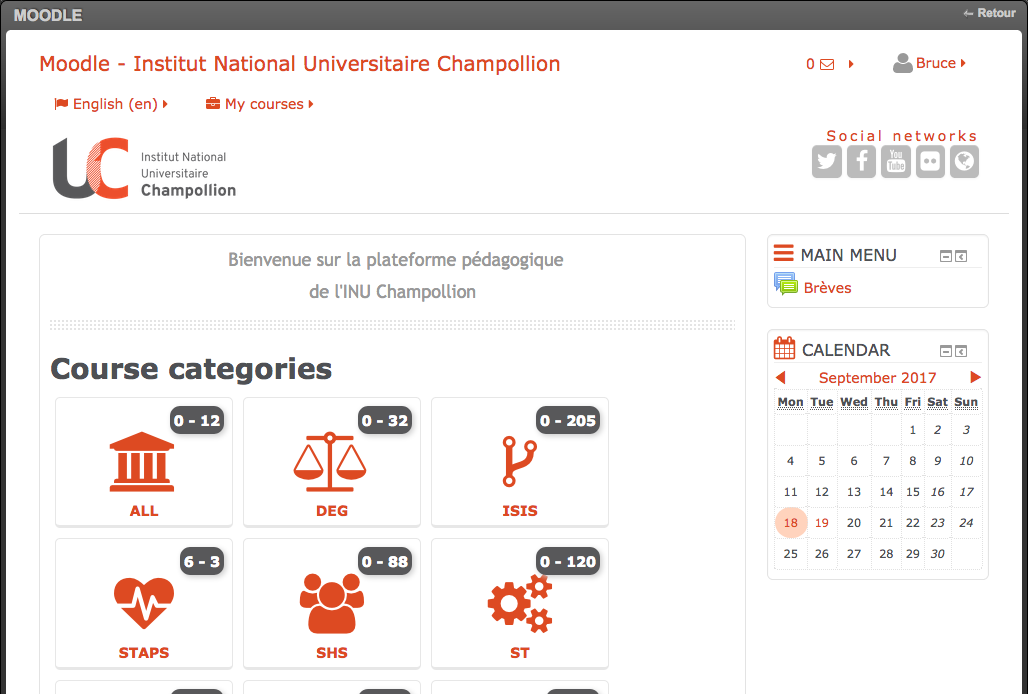 MOODLE
← Retour
Moodle - Institut National Universitaire Champollion
0
Bruce
English (en)
My courses
UC
Institut National
Universitaire
Champollion
Social networks
You
Tube
Bienvenue sur la plateforme pédagogique
de l'INU Champollion
Course categories
0 - 12
ALL
0 - 32
DEG
0 - 205
ISIS
6 - 3
STAPS
0 - 88
SHS
0 - 120
ST
MAIN MENU
Brèves
CALENDAR
September 2017
Mon Tue Wed Thu Fri Sat Sun
1 2 3
4 5 6 7 8 9 10
11 12 13 14 15 16 17
18 19 20 21 22 23 24
25 26 27 28 29 30